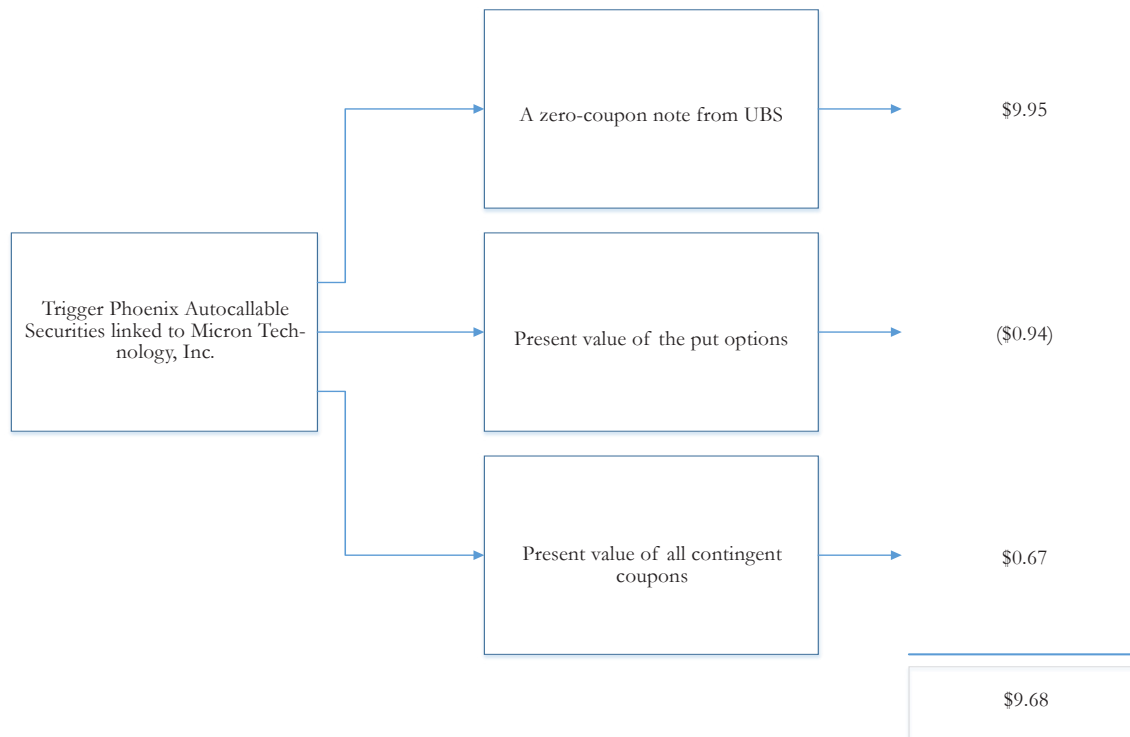 A zero-coupon note from UBS
$9.95
Trigger Phoenix Autocallable
Securities linked to Micron Tech-
nology, Inc.
Present value of the put options
($0.94)
Present value of all contingent
coupons
$0.67
$9.68